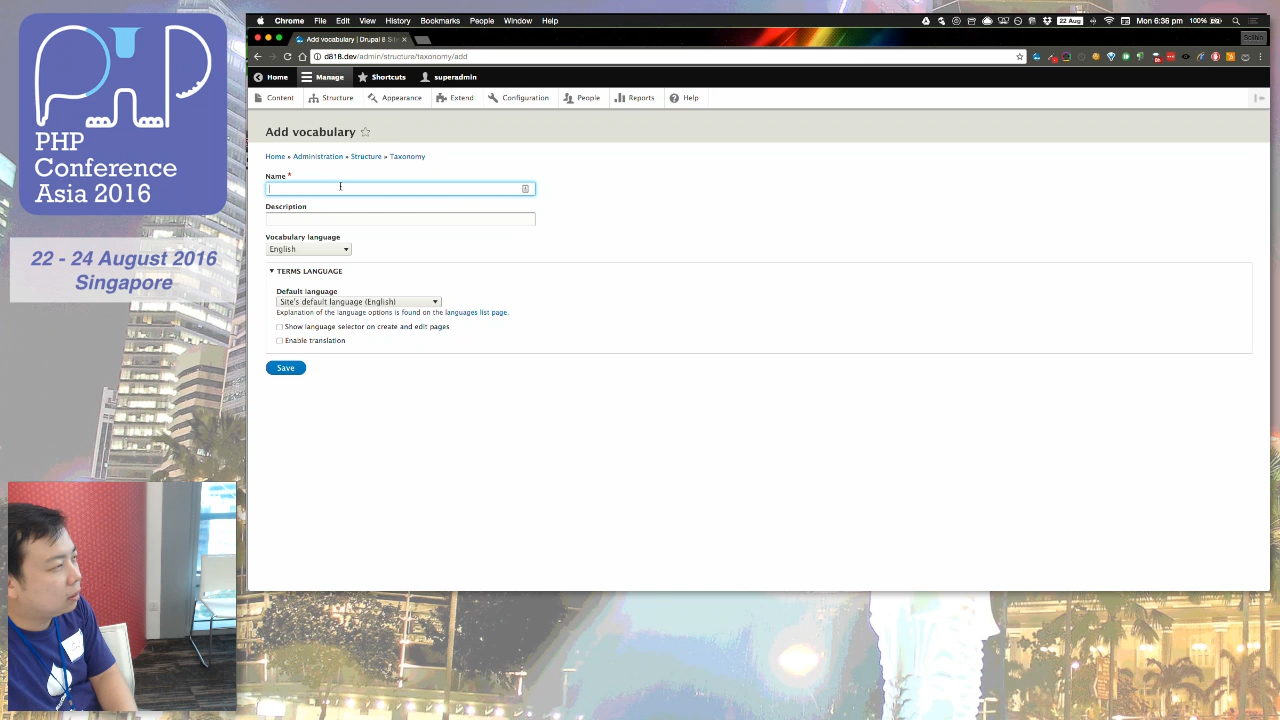 PHP
Conference
Asia 2016
22 - 24 August 2016
Singapore
Chrome File Edit View History Bookmarks People Window Help
22 Aug
Mon 6:36 pm 100%
Add vocabulary | Drupal 8 Si
d818.dev/admin/structure/taxonomy/add
Home Manage Shortcuts superadmin
Content Structure Appearance Extend Configuration People Reports Help
Add vocabulary
Home » Administration » Structure » Taxonomy
Name *
Description
Vocabulary language
English
TERMS LANGUAGE
Default language
Site's default language (English)
Explanation of the language options is found on the languages list page.
Show language selector on create and edit pages
Enable translation
Save